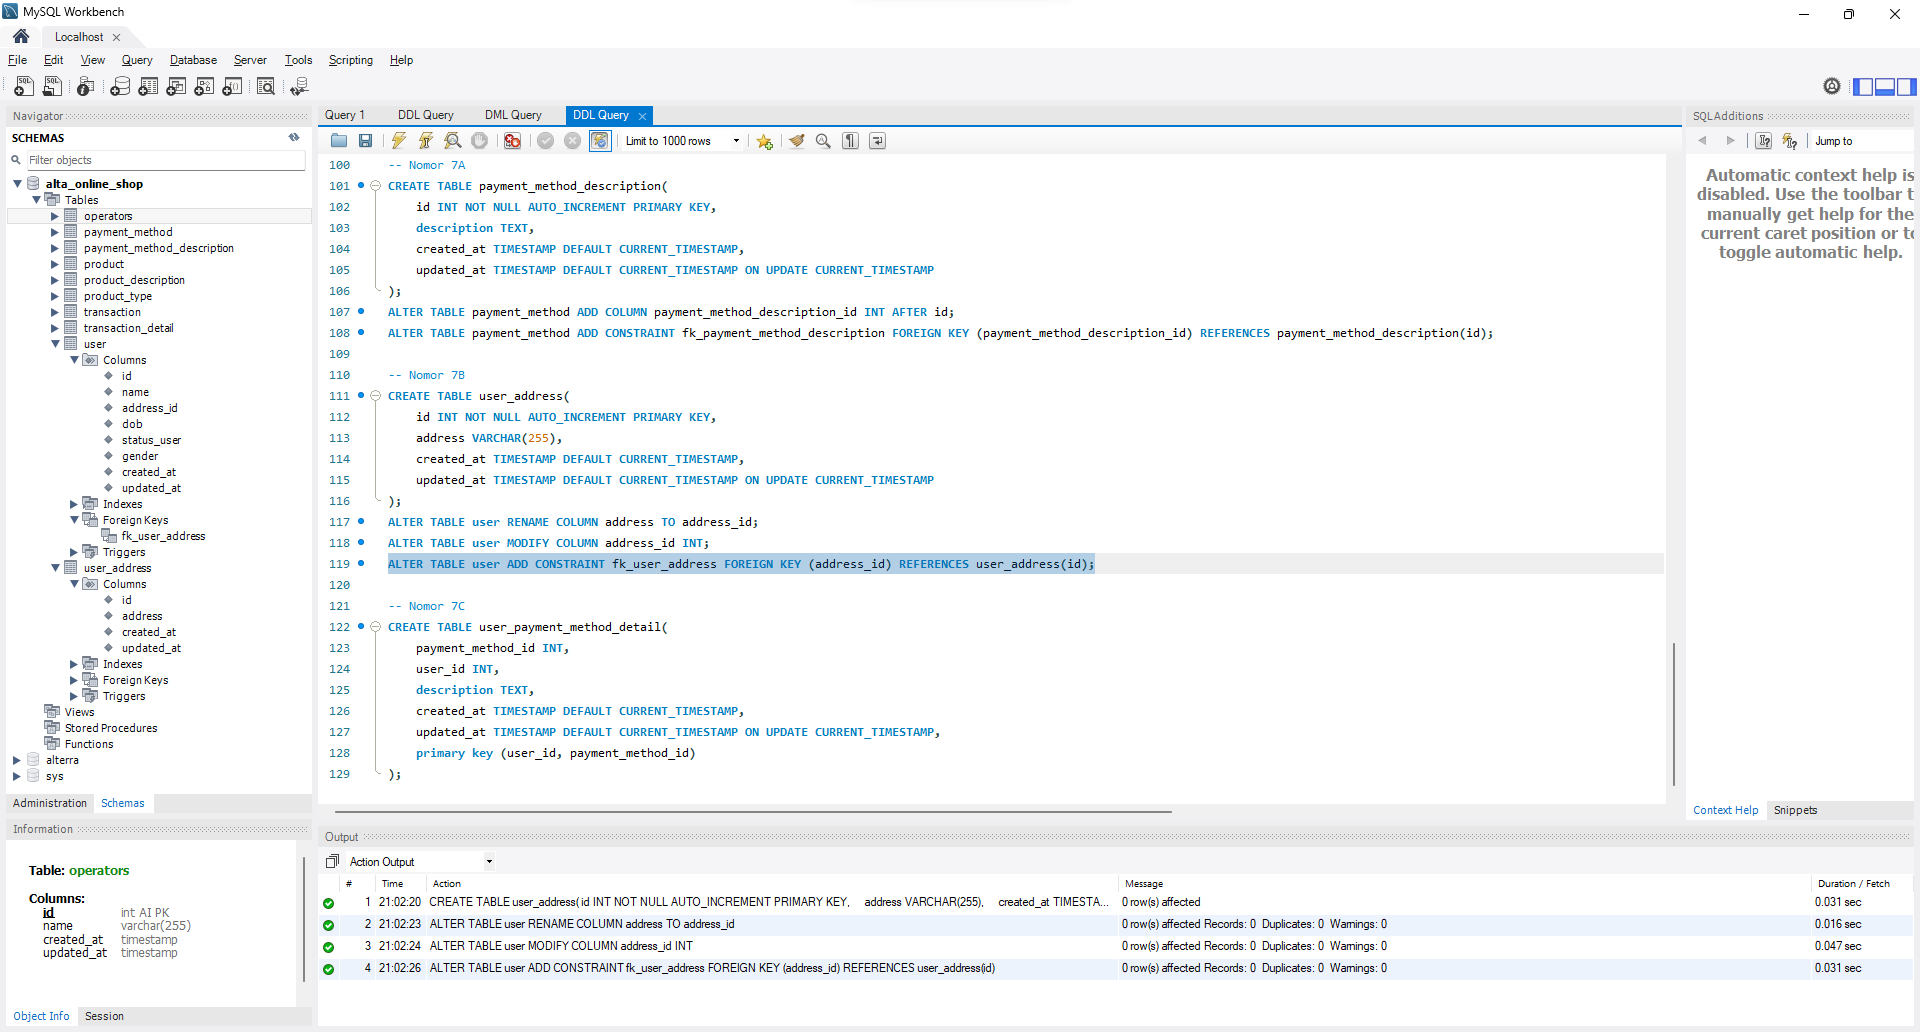 MySQL Workbench
Localhost
File Edit View Query Database Server Tools Scripting Help
Navigator
SCHEMAS
Filter objects
alta_online_shop
Tables
operators
payment_method
payment_method_description
product
product_description
product_type
transaction
transaction_detail
user
Columns
id
name
address_id
dob
status_user
gender
created_at
updated_at
Indexes
Foreign Keys
fk_user_address
Triggers
user_address
Columns
id
address
created_at
updated_at
Indexes
Foreign Keys
Triggers
Views
Stored Procedures
Functions
alterra
sys
Administration Schemas
Information
Table: operators
Columns:
id int AI PK
name varchar(255)
created_at timestamp
updated_at timestamp
Object Info Session
Query 1 DDL Query DML Query DDL Query
Limit to 1000 rows
100 -- Nomor 7A
101 CREATE TABLE payment_method_description(
102 id INT NOT NULL AUTO_INCREMENT PRIMARY KEY,
103 description TEXT,
104 created_at TIMESTAMP DEFAULT CURRENT_TIMESTAMP,
105 updated_at TIMESTAMP DEFAULT CURRENT_TIMESTAMP ON UPDATE CURRENT_TIMESTAMP
106 );
107 ALTER TABLE payment_method ADD COLUMN payment_method_description_id INT AFTER id;
108 ALTER TABLE payment_method ADD CONSTRAINT fk_payment_method_description FOREIGN KEY (payment_method_description_id) REFERENCES payment_method_description(id);
109
110 -- Nomor 7B
111 CREATE TABLE user_address(
112 id INT NOT NULL AUTO_INCREMENT PRIMARY KEY,
113 address VARCHAR(255),
114 created_at TIMESTAMP DEFAULT CURRENT_TIMESTAMP,
115 updated_at TIMESTAMP DEFAULT CURRENT_TIMESTAMP ON UPDATE CURRENT_TIMESTAMP
116 );
117 ALTER TABLE user RENAME COLUMN address TO address_id;
118 ALTER TABLE user MODIFY COLUMN address_id INT;
119 ALTER TABLE user ADD CONSTRAINT fk_user_address FOREIGN KEY (address_id) REFERENCES user_address(id);
120
121 -- Nomor 7C
122 CREATE TABLE user_payment_method_detail(
123 payment_method_id INT,
124 user_id INT,
125 description TEXT,
126 created_at TIMESTAMP DEFAULT CURRENT_TIMESTAMP,
127 updated_at TIMESTAMP DEFAULT CURRENT_TIMESTAMP ON UPDATE CURRENT_TIMESTAMP,
128 primary key (user_id, payment_method_id)
129 );
SQLAdditions
Jump to
Automatic context help is
disabled. Use the toolbar t
manually get help for the
current caret position or to
toggle automatic help.
Context Help Snippets
Output
Action Output
# Time Action Message Duration / Fetch
1 21:02:20 CREATE TABLE user_address( id INT NOT NULL AUTO_INCREMENT PRIMARY KEY, address VARCHAR(255), created_at TIMESTA... 0 row(s) affected 0.031 sec
2 21:02:23 ALTER TABLE user RENAME COLUMN address TO address_id 0 row(s) affected Records: 0 Duplicates: 0 Warnings: 0 0.016 sec
3 21:02:24 ALTER TABLE user MODIFY COLUMN address_id INT 0 row(s) affected Records: 0 Duplicates: 0 Warnings: 0 0.047 sec
4 21:02:26 ALTER TABLE user ADD CONSTRAINT fk_user_address FOREIGN KEY (address_id) REFERENCES user_address(id) 0 row(s) affected Records: 0 Duplicates: 0 Warnings: 0 0.031 sec